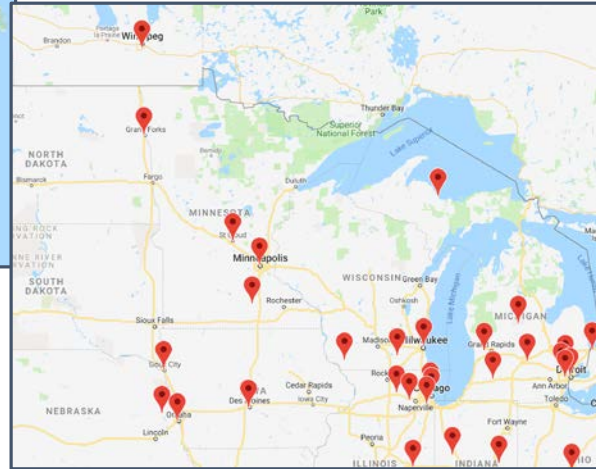 Park
Brandon
Winnipeg
Thunder Bay
Superior
National Forest
Lake Superior
Grand Forks
NORTH
DAKOTA
Bismarck
Fargo
Bemidji
Duluth
MINNESOTA
St Cloud
Minneapolis
WISCONSIN
Green Bay
Oshkosh
SOUTH
DAKOTA
Rochester
Lake Michigan
MICHIGAN
Sioux Falls
Madison
Milwaukee
Grand Rapids
Detroit
Sioux City
Ann Arbor
Toledo
Cedar Rapids
Iowa City
Des Moines
Naperville
NEBRASKA
Omaha
Lincoln
Fort Wayne
Peoria
ILLINOIS
INDIANA